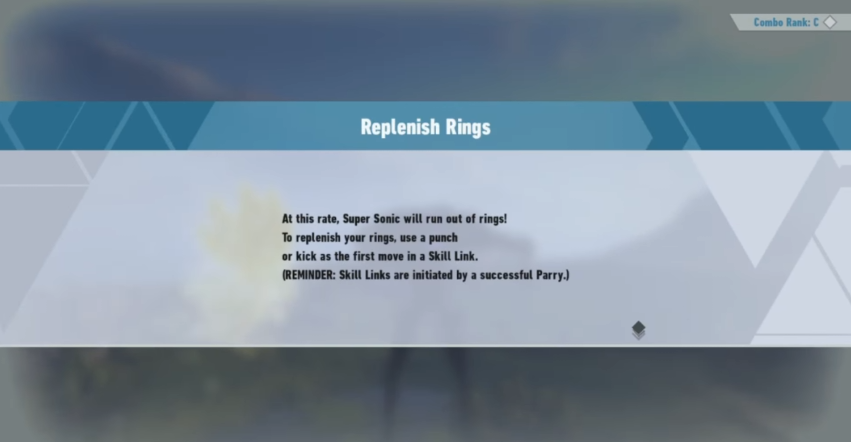 Combo Rank: C
Replenish Rings
At this rate, Super Sonic will run out of rings!
To replenish your rings, use a punch
or kick as the first move in a Skill Link.
(REMINDER: Skill Links are initiated by a successful Parry.)